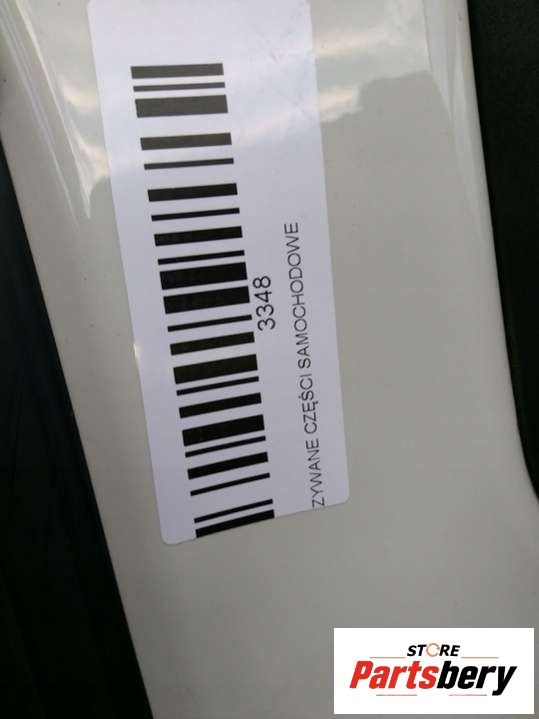 3348
ZYWANE CZĘŚCI SAMOCHODOWE
STORE
Partsbery